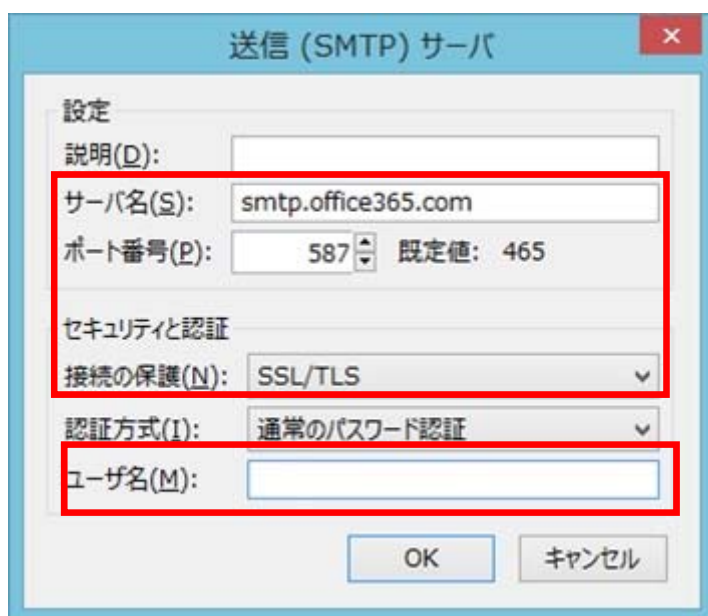 送信 (SMTP) サーバ
設定
説明(D):
サーバ名(S): smtp.office365.com
ポート番号(P): 587 既定値: 465
セキュリティと認証
接続の保護(N): SSL/TLS
認証方式(I): 通常のパスワード認証
ユーザ名(M):
OK キャンセル